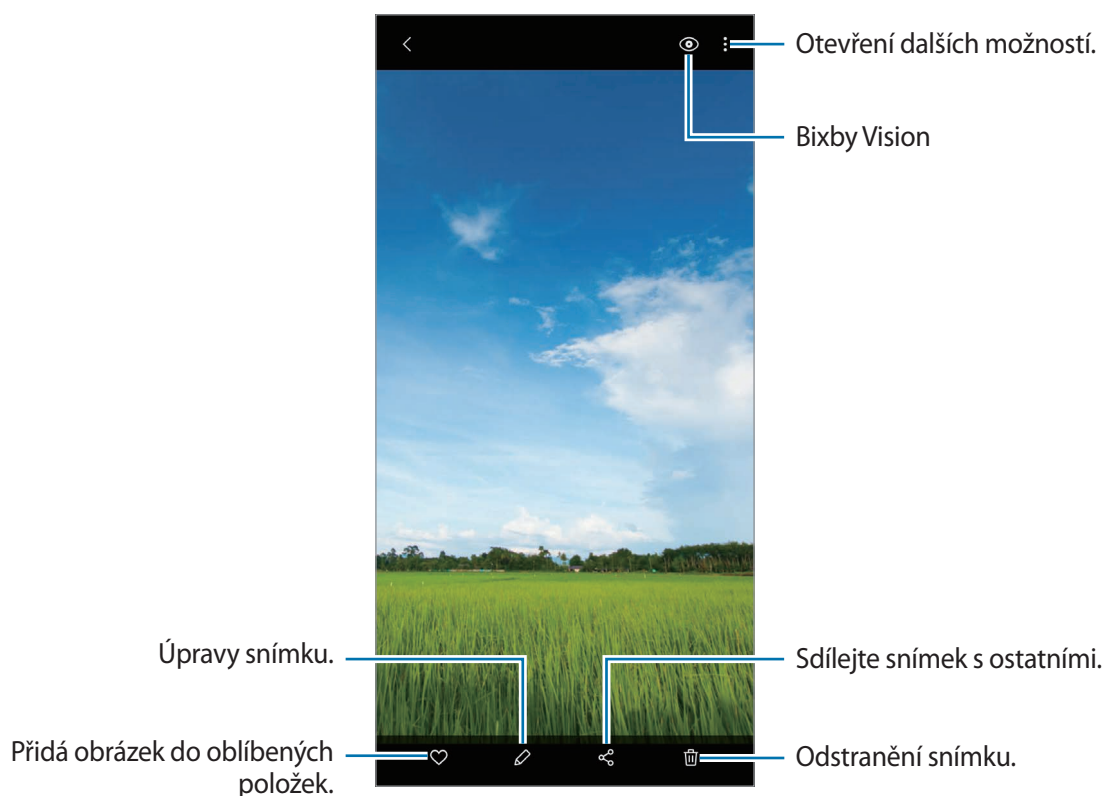 Otevření dalších možností.
Bixby Vision
Úpravy snímku.
Sdílejte snímek s ostatními.
Přidá obrázek do oblíbených
položek.
Odstranění snímku.